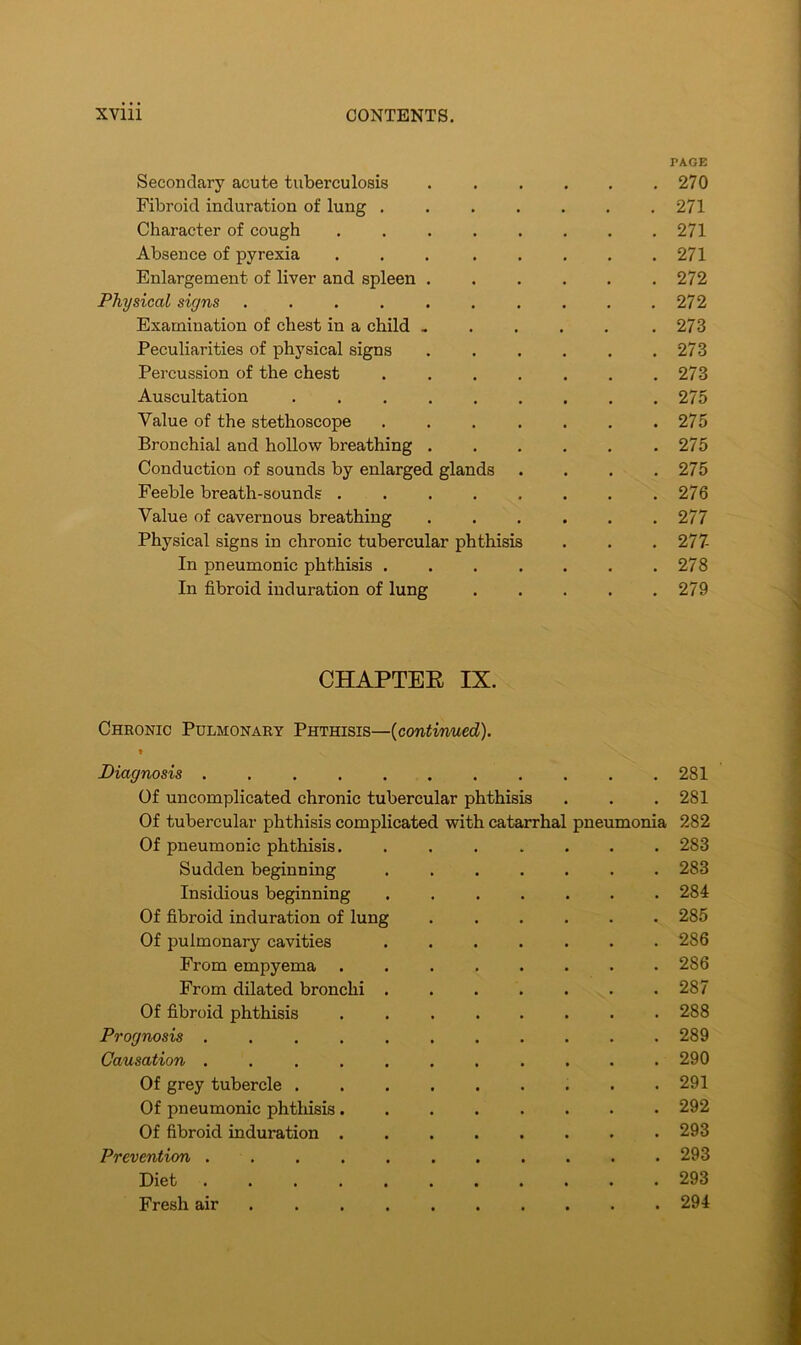 xviii CONTENTS.
PAGE
Secondary acute tuberculosis . . . . . . 270
Fibroid induration of lung . . . . . . . 271
Character of cough . . . . . . . . 271
Absence of pyrexia . . . . . . . . 271
Enlargement of liver and spleen . . . . . . 272
Physical signs . . . . . . . . . . 272
Examination of chest in a child . . . . . . 273
Peculiarities of physical signs . . . . . . 273
Percussion of the chest . . . . . . . 273
Auscultation . . . . . . . . . 275
Value of the stethoscope . . . . . . . 275
Bronchial and hollow breathing . . . . . . 275
Conduction of sounds by enlarged glands . . . . 275
Feeble breath-sounds . . . . . . . . 276
Value of cavernous breathing . . . . . . 277
Physical signs in chronic tubercular phthisis . . . 277
In pneumonic phthisis . . . . . . . 278
In fibroid induration of lung . . . . . 279
CHAPTER IX.
CHRONIC PULMONARY PHTHISIS—(continued).
Diagnosis . . . . . . . . . . . 281
Of uncomplicated chronic tubercular phthisis . . . 281
Of tubercular phthisis complicated with catarrhal pneumonia 282
Of pneumonic phthisis. . . . . . . . 283
Sudden beginning . . . . . . . 283
Insidious beginning . . . . . . . 284
Of fibroid induration of lung . . . . . . 285
Of pulmonary cavities . . . . . . . 286
From empyema . . . . . . . . 286
From dilated bronchi . . . . . . . 287
Of fibroid phthisis . . . . . . . . 288
Prognosis . . . . . . . . . . . 289
Causation . . . . . . . . . . . 290
Of grey tubercle . . . . . . . . . 291
Of pneumonic phthisis . . . . . . . . 292
Of fibroid induration . . . . . . . . 293
Prevention . . . . . . . . . . . 293
Diet . . . . . . . . . . . 293
Fresh air . . . . . . . . . . 294